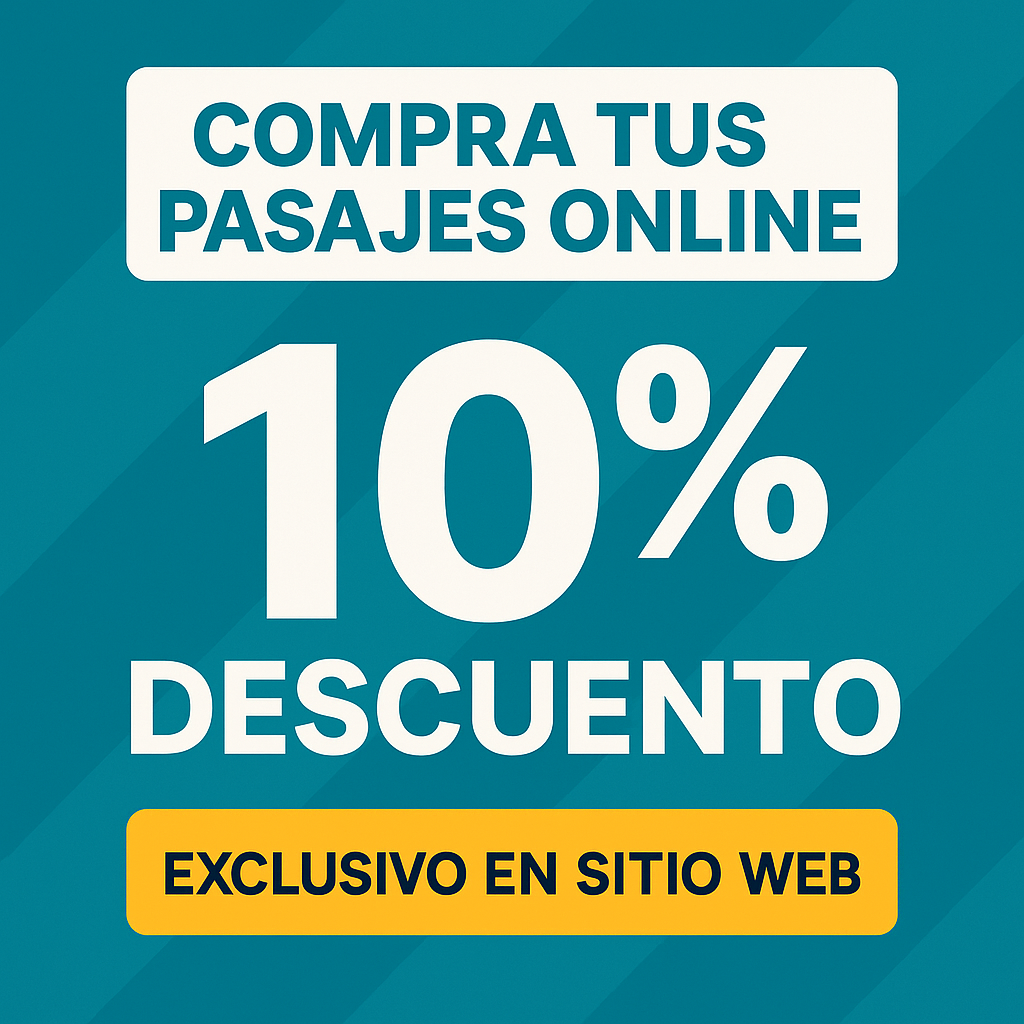 COMPRA TUS
PASAJES ONLINE
10%
DESCUENTO
EXCLUSIVO EN SITIO WEB